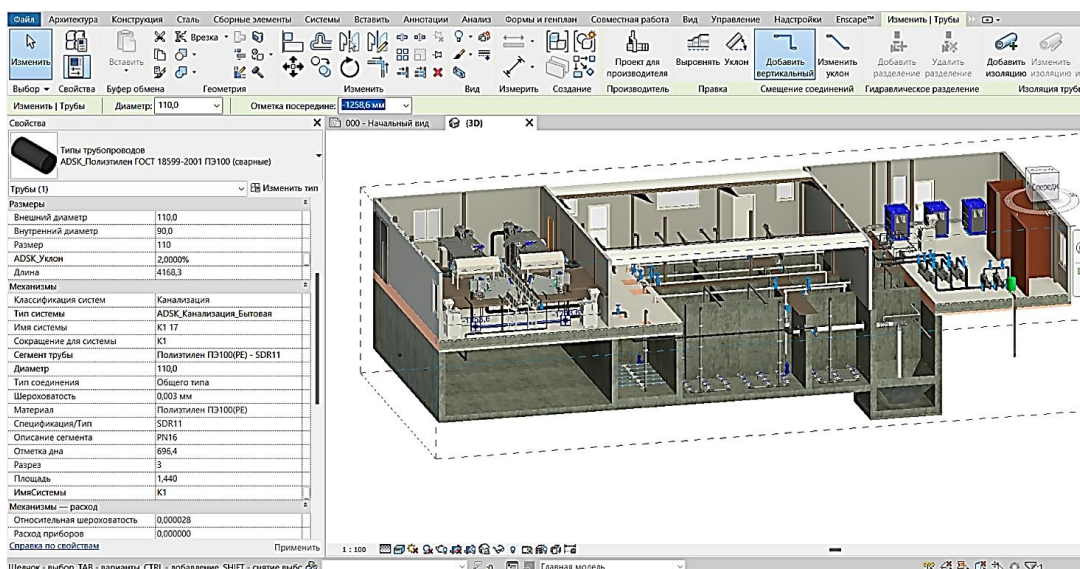 Файл Архитектура Конструкция Сталь Сборные элементы Системы Вставить Аннотации Анализ Формы и генплан Совместная работа Вид Управление Надстройки Enscape™ Изменить | Трубы
Изменить Вставить Врезка Проект для производителя Выровнять Уклон Добавить вертикальный Изменить уклон Добавить разделение Удалить разделение Добавить изоляцию Изменить изоляцию
Выбор Свойства Буфер обмена Геометрия Изменить Вид Измерить Создание Производитель Правка Смещение соединений Гидравлическое разделение Изоляция труб
Изменить | Трубы Диаметр: 110,0 Отметка посередине: -1258,6 мм
Свойства 000 - Начальный вид {3D}
Типы трубопроводов
ADSK_Полиэтилен ГОСТ 18599-2001 ПЭ100 (сварные)
Трубы (1) Изменить тип
Размеры
Внешний диаметр 110,0
Внутренний диаметр 90,0
Размер 110
ADSK_Уклон 2,0000%
Длина 4168,3
Механизмы
Классификация систем Канализация
Тип системы ADSK_Канализация_Бытовая
Имя системы К1 17
Сокращение для системы К1
Сегмент трубы Полиэтилен ПЭ100(PE) - SDR11
Диаметр 110,0
Тип соединения Общего типа
Шероховатость 0,003 мм
Материал Полиэтилен ПЭ100(PE)
Спецификация/Тип SDR11
Описание сегмента PN16
Отметка дна 696,4
Разрез 3
Площадь 1,440
ИмяСистемы К1
Механизмы — расход
Относительная шероховатость 0,000028
Расход приборов 0,000000
Справка по свойствам Применить
Спереди
1 : 100
Щелчок - выбор, TAB - варианты, CTRL - добавление, SHIFT - снятие выбс Главная модель